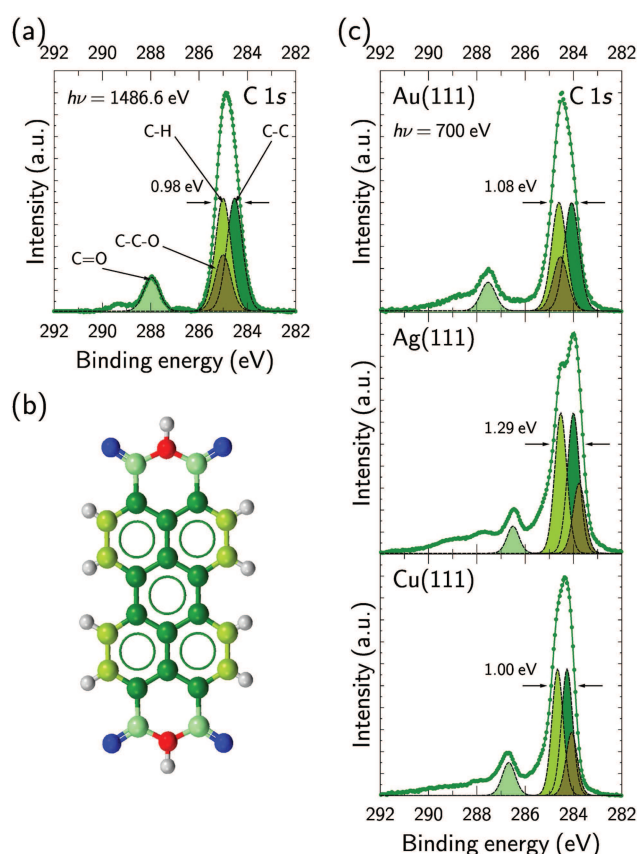 (a)
292 290 288 286 284 282
hν = 1486.6 eV
C 1s
C-H
C-C
0.98 eV
C-C-O
C=O
Intensity (a.u.)
292 290 288 286 284 282
Binding energy (eV)
(b)
(c)
292 290 288 286 284 282
Au(111)
C 1s
hν = 700 eV
1.08 eV
Intensity (a.u.)
Ag(111)
1.29 eV
Intensity (a.u.)
Cu(111)
1.00 eV
Intensity (a.u.)
292 290 288 286 284 282
Binding energy (eV)